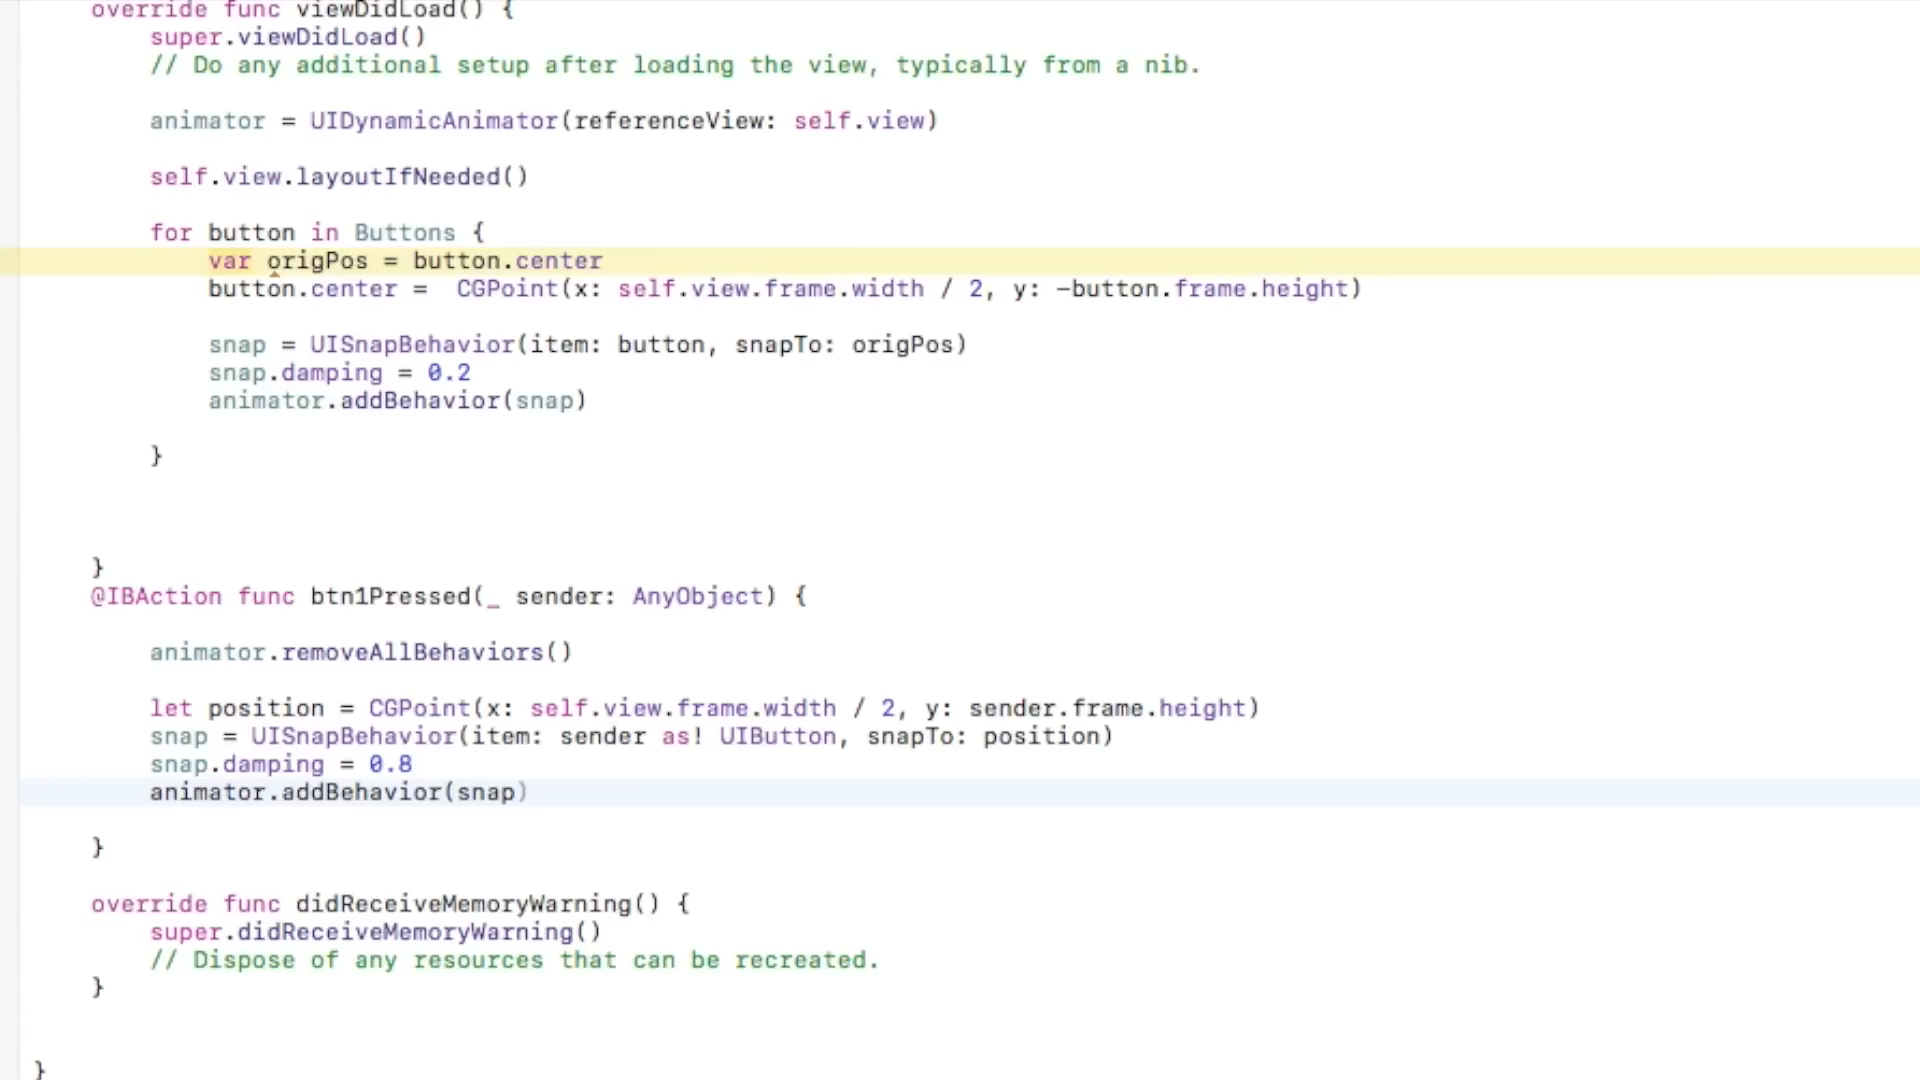 override func viewDidLoad() {
super.viewDidLoad()
// Do any additional setup after loading the view, typically from a nib.
animator = UIDynamicAnimator(referenceView: self.view)
self.view.layoutIfNeeded()
for button in Buttons {
var origPos = button.center
button.center =  CGPoint(x: self.view.frame.width / 2, y: -button.frame.height)
snap = UISnapBehavior(item: button, snapTo: origPos)
snap.damping = 0.2
animator.addBehavior(snap)
}
}
@IBAction func btn1Pressed(_ sender: AnyObject) {
animator.removeAllBehaviors()
let position = CGPoint(x: self.view.frame.width / 2, y: sender.frame.height)
snap = UISnapBehavior(item: sender as! UIButton, snapTo: position)
snap.damping = 0.8
animator.addBehavior(snap)
}
override func didReceiveMemoryWarning() {
super.didReceiveMemoryWarning()
// Dispose of any resources that can be recreated.
}
}